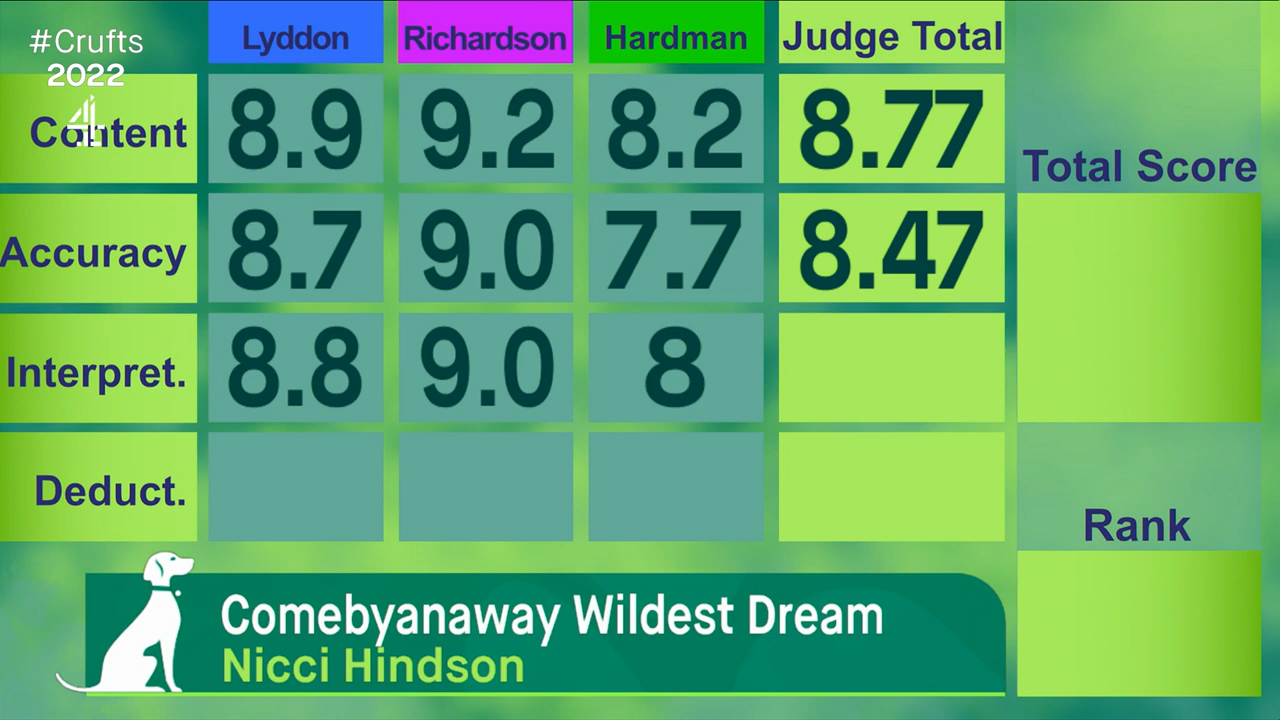 #Crufts
2022
4
Lyddon Richardson Hardman Judge Total
Content 8.9 9.2 8.2 8.77
Total Score
Accuracy 8.7 9.0 7.7 8.47
Interpret. 8.8 9.0 8
Deduct.
Rank
Comebyanaway Wildest Dream
Nicci Hindson